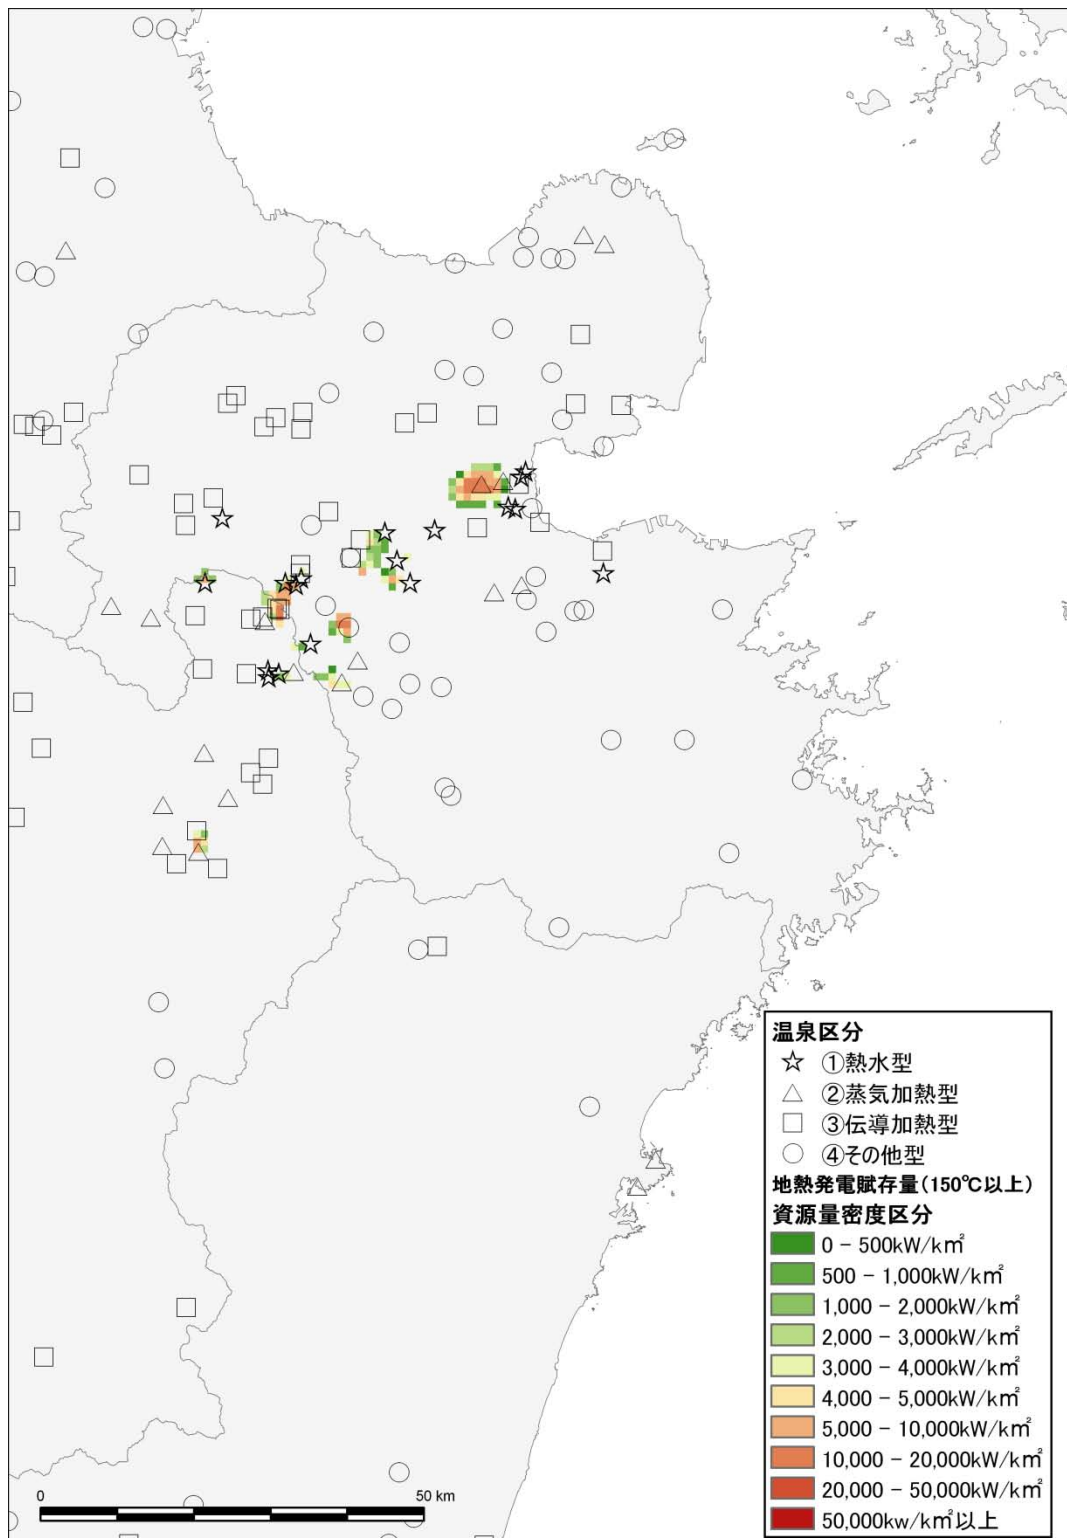 温泉区分
①熱水型
②蒸気加熱型
③伝導加熱型
④その他型
地熱発電賦存量(150℃以上)
資源量密度区分
0 − 500kW/k㎡
500 − 1,000kW/k㎡
1,000 − 2,000kW/k㎡
2,000 − 3,000kW/k㎡
3,000 − 4,000kW/k㎡
4,000 − 5,000kW/k㎡
5,000 − 10,000kW/k㎡
10,000 − 20,000kW/k㎡
20,000 − 50,000kW/k㎡
50,000kw/k㎡以上
0 50 km